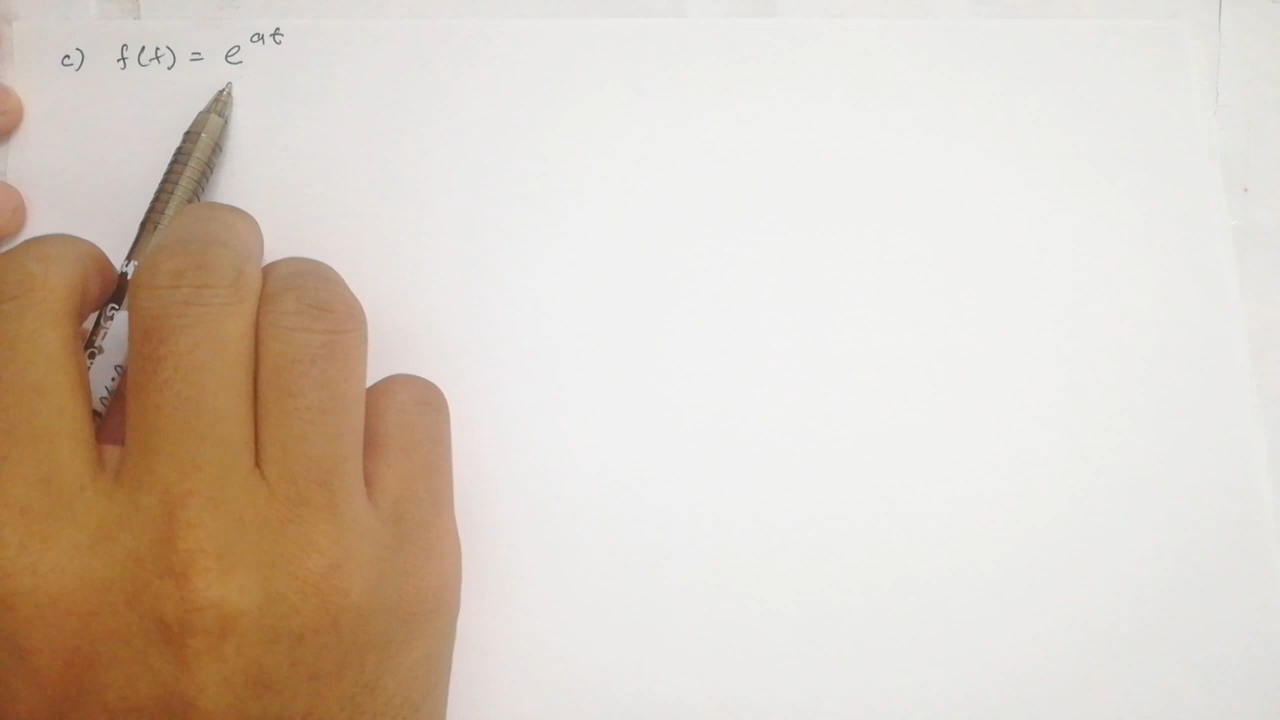 c) f(t) = e^{at}